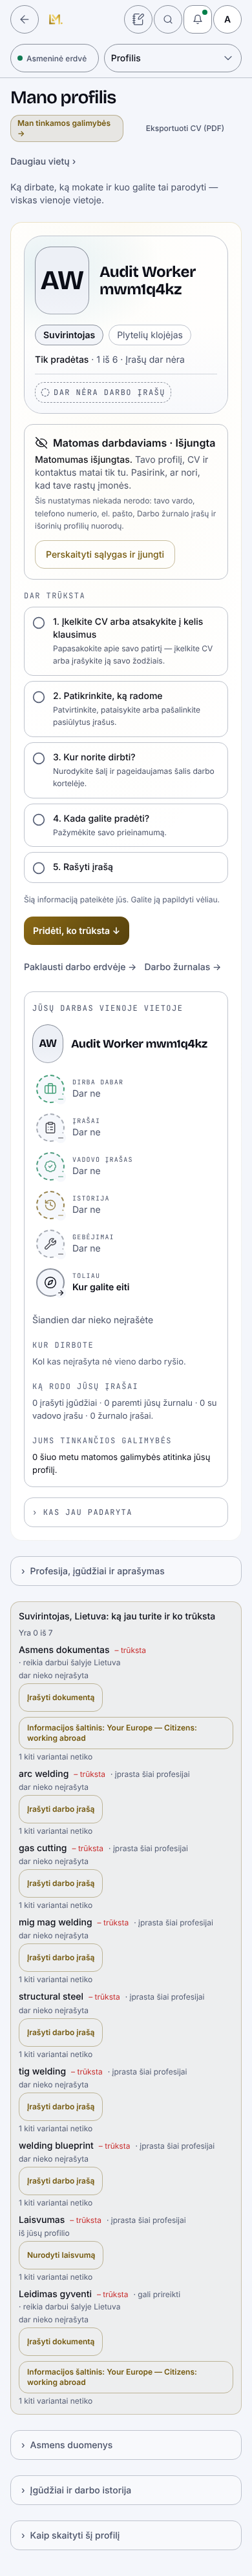 LM.
A
Asmeninė erdvė
Profilis
Mano profilis
Man tinkamos galimybės
→
Eksportuoti CV (PDF)
Daugiau vietų ›
Ką dirbate, ką mokate ir kuo galite tai parodyti —
viskas vienoje vietoje.
AW
Audit Worker
mwm1q4kz
Suvirintojas
Plytelių klojėjas
Tik pradėtas · 1 iš 6 · Įrašų dar nėra
DAR NĖRA DARBO ĮRAŠŲ
Matomas darbdaviams · Išjungta
Matomumas išjungtas. Tavo profilį, CV ir
kontaktus matai tik tu. Pasirink, ar nori,
kad tave rastų įmonės.
Šis nustatymas niekada nerodo: tavo vardo,
telefono numerio, el. pašto, Darbo žurnalo įrašų ir
išorinių profilių nuorodų.
Perskaityti sąlygas ir įjungti
DAR TRŪKSTA
1. Įkelkite CV arba atsakykite į kelis
klausimus
Papasakokite apie savo patirtį — įkelkite CV
arba įrašykite ją savo žodžiais.
2. Patikrinkite, ką radome
Patvirtinkite, pataisykite arba pašalinkite
pasiūlytus įrašus.
3. Kur norite dirbti?
Nurodykite šalį ir pageidaujamas šalis darbo
kortelėje.
4. Kada galite pradėti?
Pažymėkite savo prieinamumą.
5. Rašyti įrašą
Šią informaciją pateikėte jūs. Galite ją papildyti vėliau.
Pridėti, ko trūksta ↓
Paklausti darbo erdvėje →
Darbo žurnalas →
JŪSŲ DARBAS VIENOJE VIETOJE
AW
Audit Worker mwm1q4kz
DIRBA DABAR
Dar ne
ĮRAŠAI
Dar ne
VADOVO ĮRAŠAS
Dar ne
ISTORIJA
Dar ne
GEBĖJIMAI
Dar ne
TOLIAU
Kur galite eiti
Šiandien dar nieko neįrašėte
KUR DIRBOTE
Kol kas neįrašyta nė vieno darbo ryšio.
KĄ RODO JŪSŲ ĮRAŠAI
0 įrašyti įgūdžiai · 0 paremti jūsų žurnalu · 0 su
vadovo įrašu · 0 žurnalo įrašai.
JUMS TINKANČIOS GALIMYBĖS
0 šiuo metu matomos galimybės atitinka jūsų
profilį.
› KAS JAU PADARYTA
› Profesija, įgūdžiai ir aprašymas
Suvirintojas, Lietuva: ką jau turite ir ko trūksta
Yra 0 iš 7
Asmens dokumentas – trūksta
· reikia darbui šalyje Lietuva
dar nieko neįrašyta
Įrašyti dokumentą
Informacijos šaltinis: Your Europe — Citizens:
working abroad
1 kiti variantai netiko
arc welding – trūksta · įprasta šiai profesijai
dar nieko neįrašyta
Įrašyti darbo įrašą
1 kiti variantai netiko
gas cutting – trūksta · įprasta šiai profesijai
dar nieko neįrašyta
Įrašyti darbo įrašą
1 kiti variantai netiko
mig mag welding – trūksta · įprasta šiai profesijai
dar nieko neįrašyta
Įrašyti darbo įrašą
1 kiti variantai netiko
structural steel – trūksta · įprasta šiai profesijai
dar nieko neįrašyta
Įrašyti darbo įrašą
1 kiti variantai netiko
tig welding – trūksta · įprasta šiai profesijai
dar nieko neįrašyta
Įrašyti darbo įrašą
1 kiti variantai netiko
welding blueprint – trūksta · įprasta šiai profesijai
dar nieko neįrašyta
Įrašyti darbo įrašą
1 kiti variantai netiko
Laisvumas – trūksta · įprasta šiai profesijai
iš jūsų profilio
Nurodyti laisvumą
1 kiti variantai netiko
Leidimas gyventi – trūksta · gali prireikti
· reikia darbui šalyje Lietuva
dar nieko neįrašyta
Įrašyti dokumentą
Informacijos šaltinis: Your Europe — Citizens:
working abroad
1 kiti variantai netiko
› Asmens duomenys
› Įgūdžiai ir darbo istorija
› Kaip skaityti šį profilį